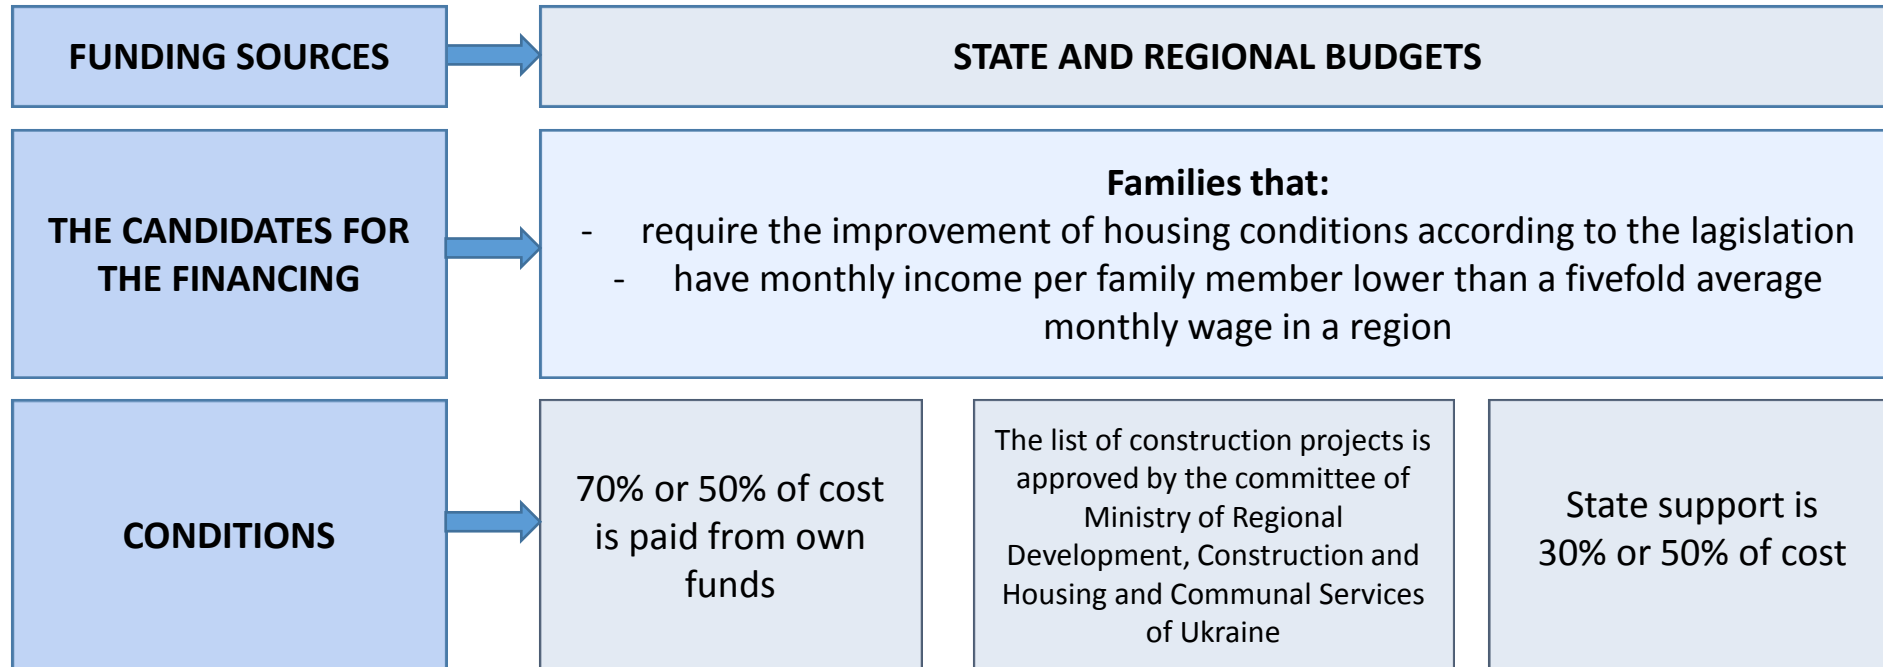 FUNDING SOURCES
STATE AND REGIONAL BUDGETS
THE CANDIDATES FOR
THE FINANCING
Families that:
- require the improvement of housing conditions according to the lagislation
- have monthly income per family member lower than a fivefold average
monthly wage in a region
CONDITIONS
70% or 50% of cost
is paid from own
funds
The list of construction projects is
approved by the committee of
Ministry of Regional
Development, Construction and
Housing and Communal Services
of Ukraine
State support is
30% or 50% of cost